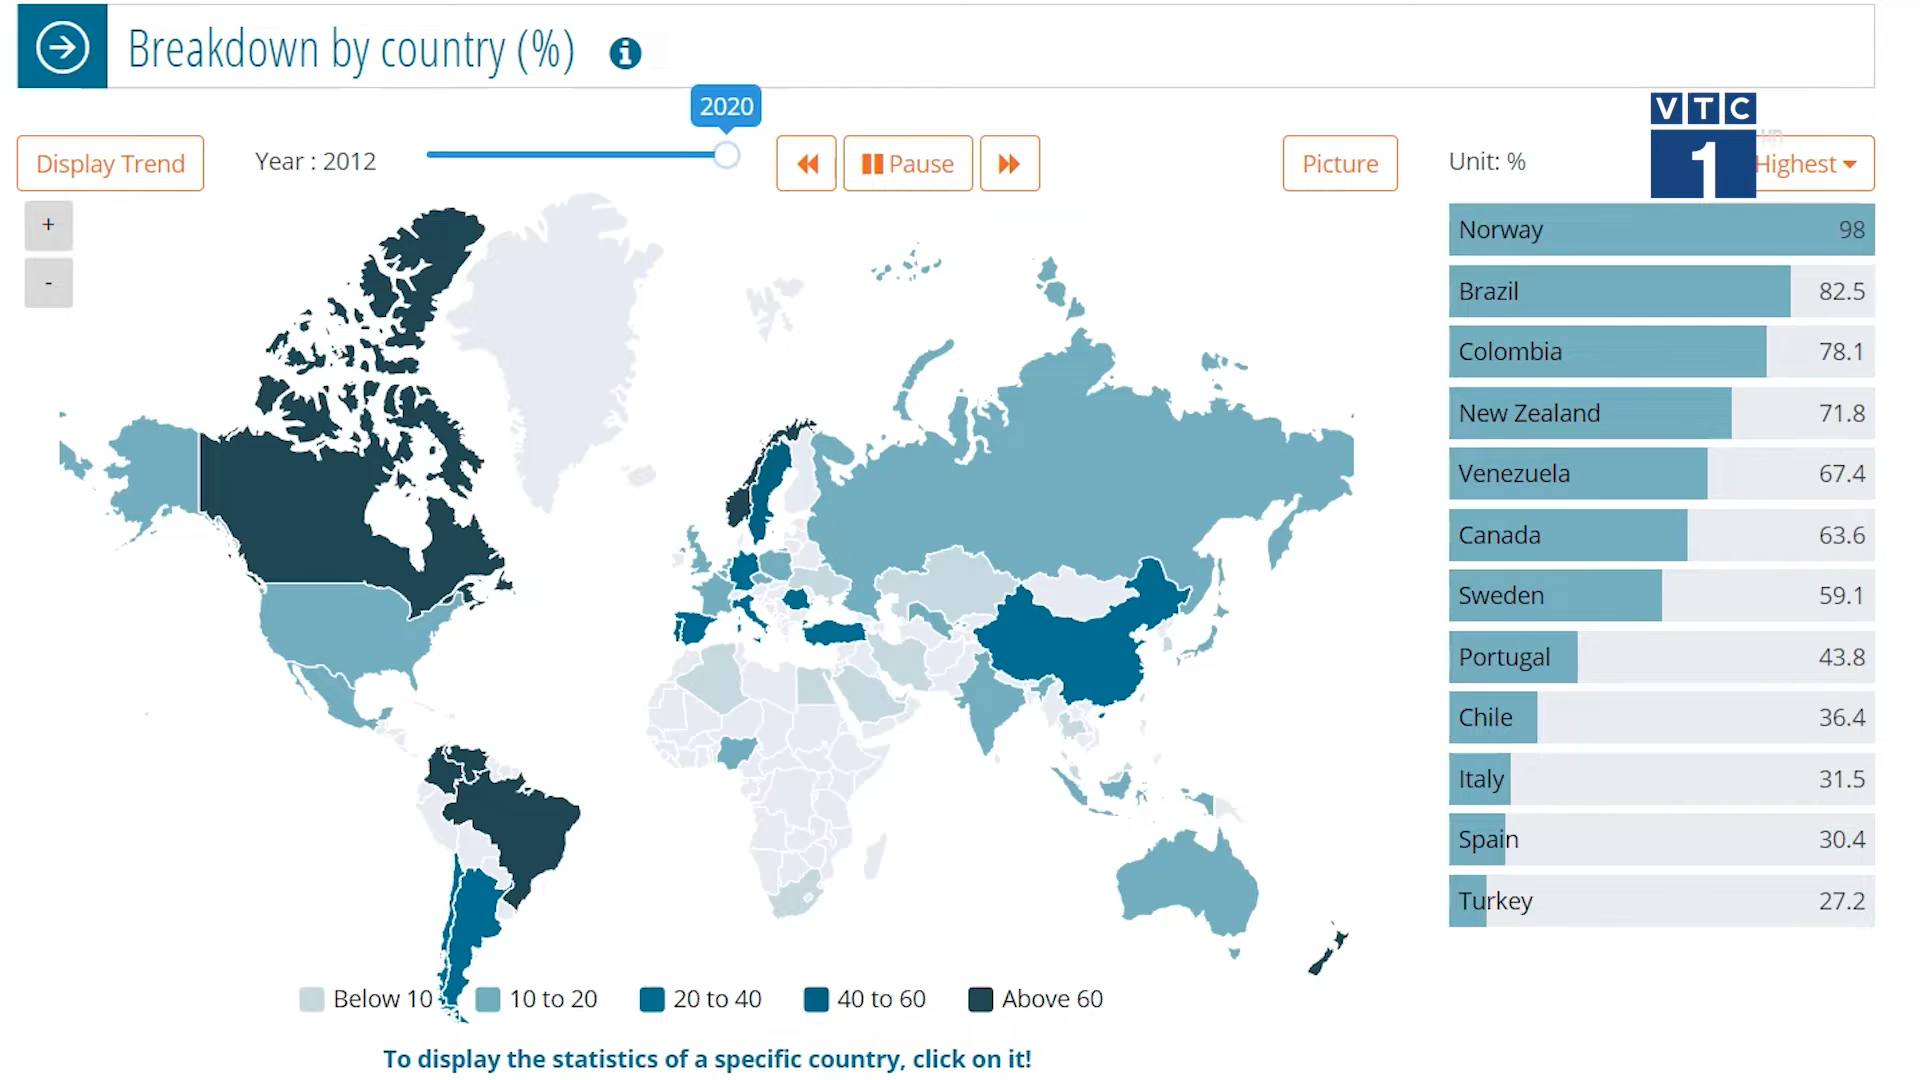 Breakdown by country (%)
2020
VTC
1
Display Trend
Year : 2012
Pause
Picture
Unit: %
Highest
+
-
Norway 98
Brazil 82.5
Colombia 78.1
New Zealand 71.8
Venezuela 67.4
Canada 63.6
Sweden 59.1
Portugal 43.8
Chile 36.4
Italy 31.5
Spain 30.4
Turkey 27.2
Below 10 10 to 20 20 to 40 40 to 60 Above 60
To display the statistics of a specific country, click on it!